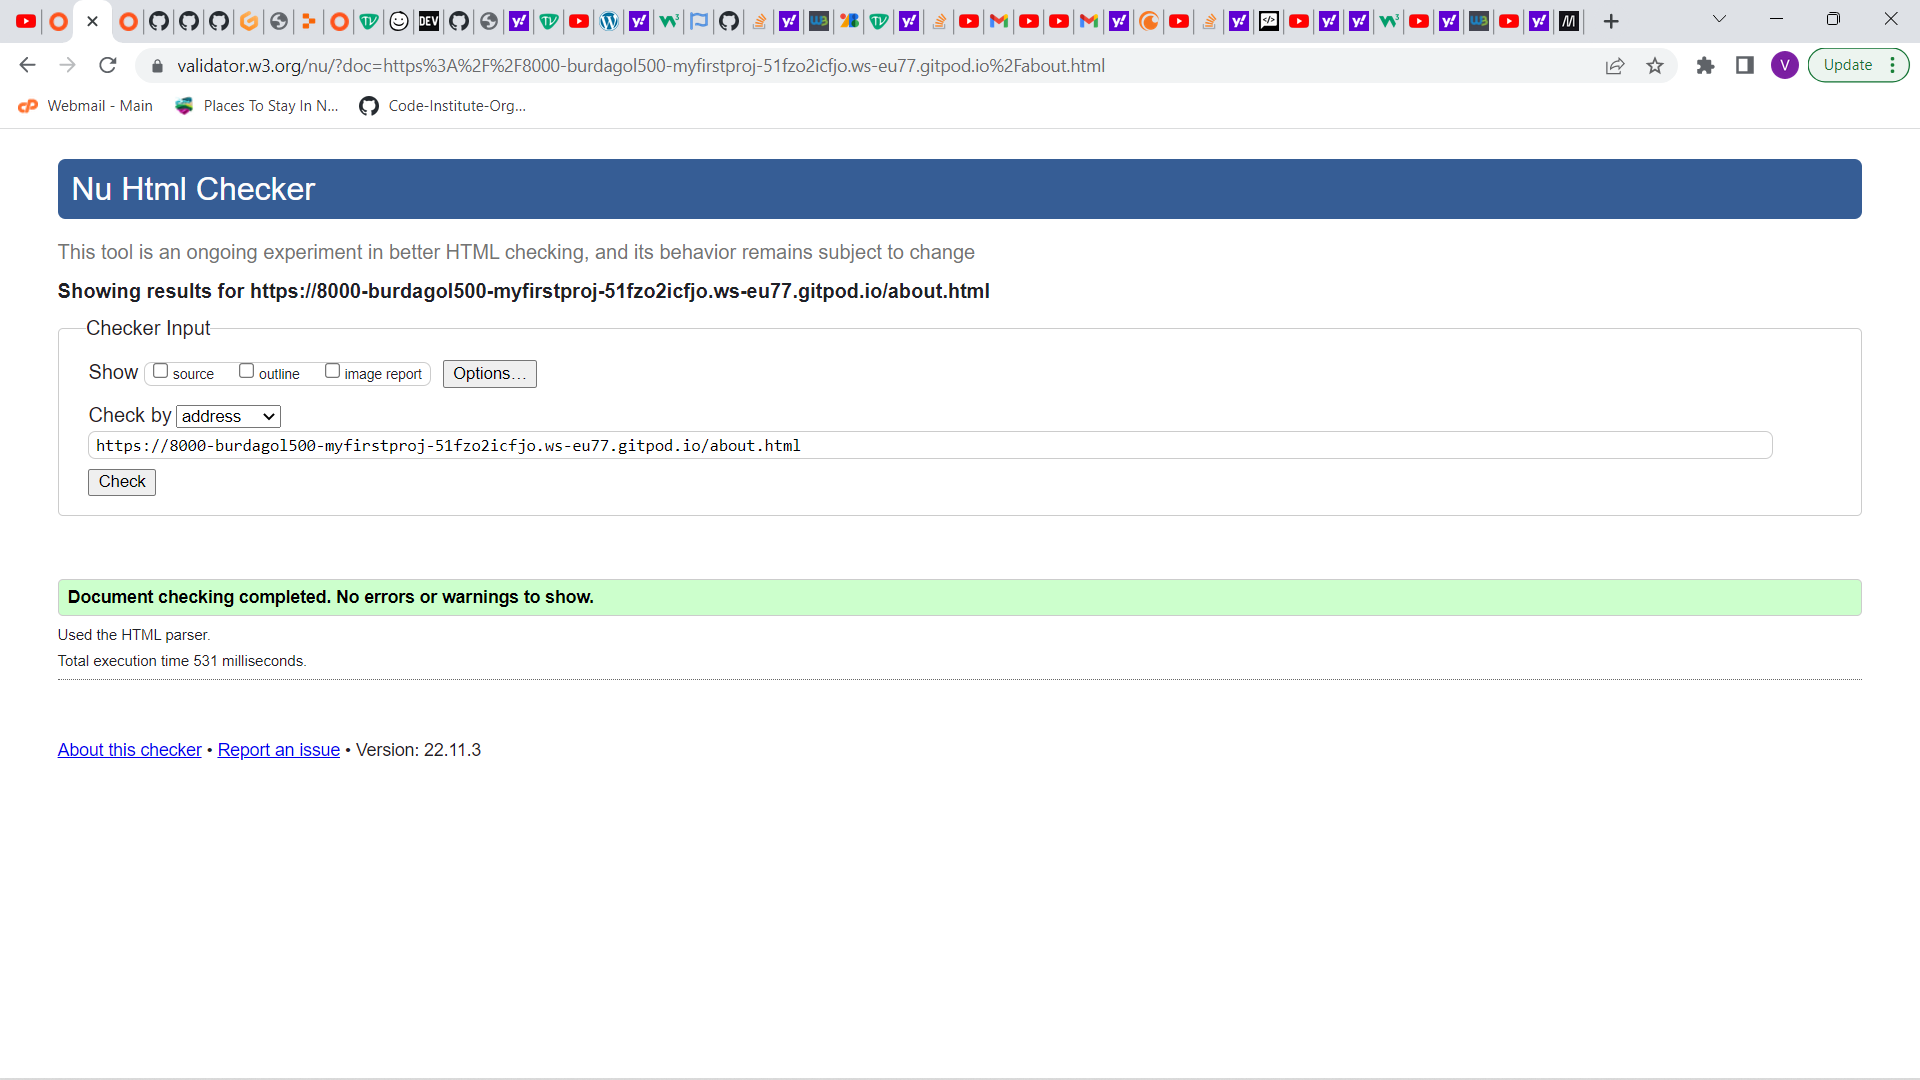 validator.w3.org/nu/?doc=https%3A%2F%2F8000-burdagol500-myfirstproj-51fzo2icfjo.ws-eu77.gitpod.io%2Fabout.html
V
Update
Webmail - Main
Places To Stay In N...
Code-Institute-Org...
Nu Html Checker
This tool is an ongoing experiment in better HTML checking, and its behavior remains subject to change
Showing results for https://8000-burdagol500-myfirstproj-51fzo2icfjo.ws-eu77.gitpod.io/about.html
Checker Input
Show source outline image report Options...
Check by address
https://8000-burdagol500-myfirstproj-51fzo2icfjo.ws-eu77.gitpod.io/about.html
Check
Document checking completed. No errors or warnings to show.
Used the HTML parser.
Total execution time 531 milliseconds.
About this checker • Report an issue • Version: 22.11.3